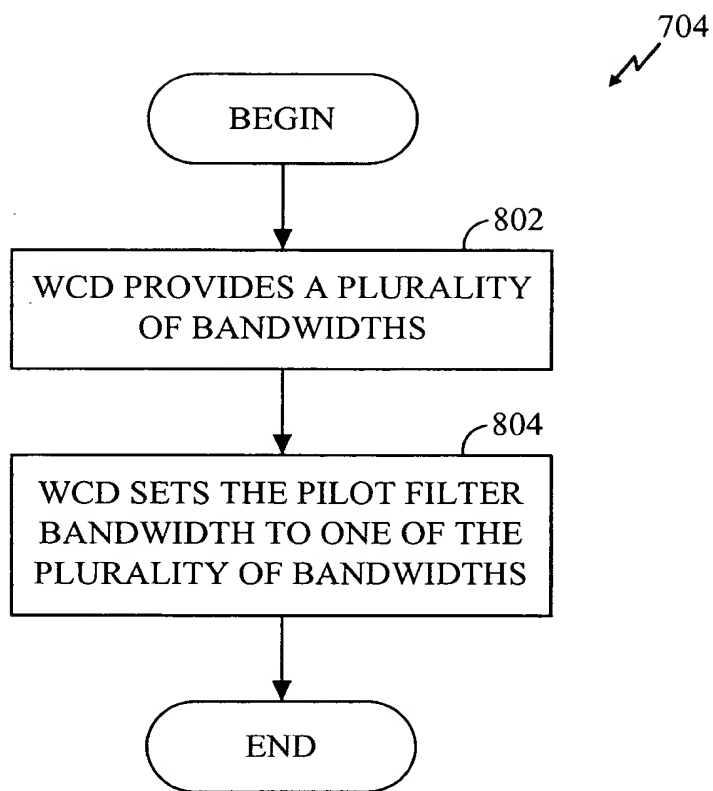 704
BEGIN
802
WCD PROVIDES A PLURALITY
OF BANDWIDTHS
804
WCD SETS THE PILOT FILTER
BANDWIDTH TO ONE OF THE
PLURALITY OF BANDWIDTHS
END